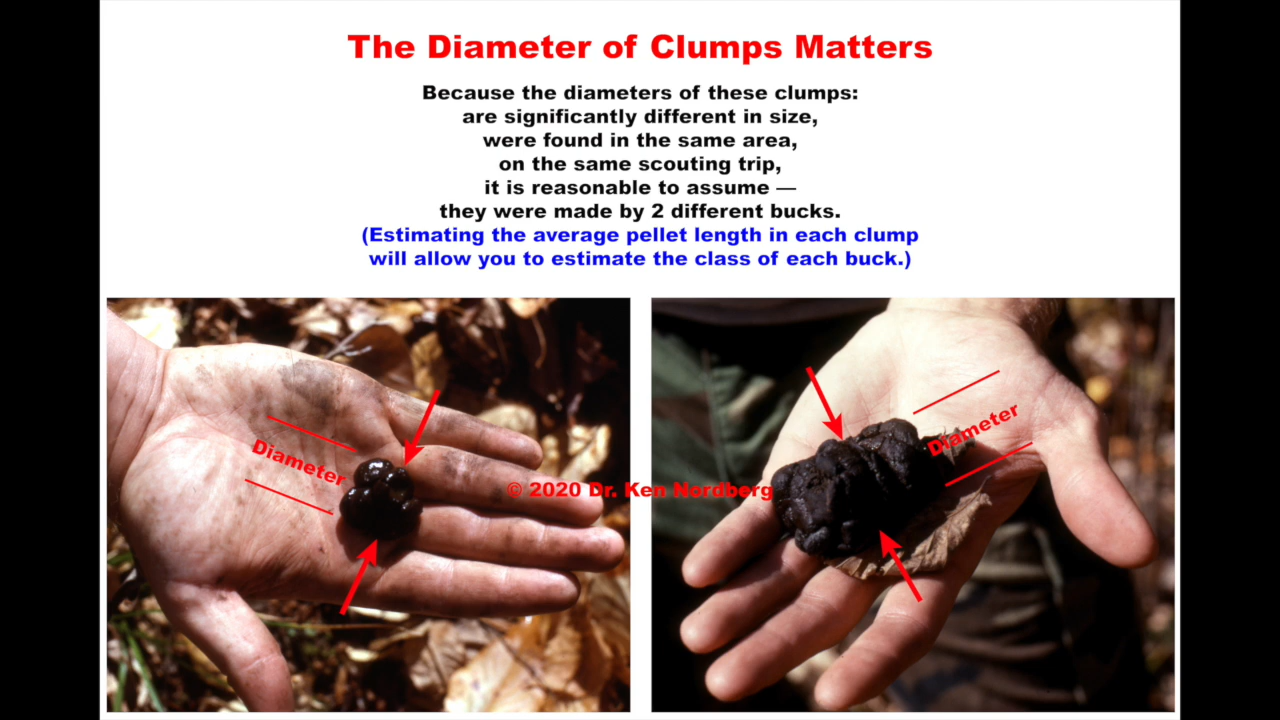 The Diameter of Clumps Matters
Because the diameters of these clumps:
are significantly different in size,
were found in the same area,
on the same scouting trip,
it is reasonable to assume —
they were made by 2 different bucks.
(Estimating the average pellet length in each clump
will allow you to estimate the class of each buck.)
Diameter
Diameter
© 2020 Dr. Ken Nordberg